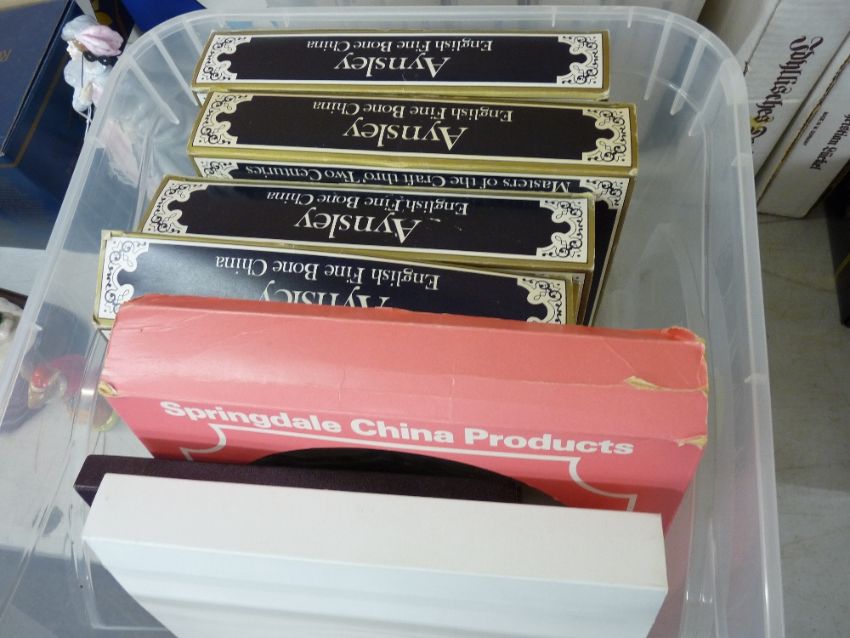 Aynsley
English Fine Bone China
Aynsley
English Fine Bone China
Masters of the Craft thro' Two Centuries
Aynsley
English Fine Bone China
Aynsley
English Fine Bone China
Springdale China Products